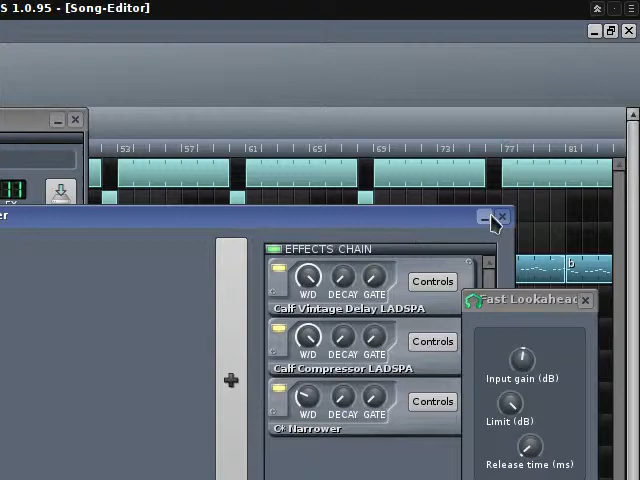 S 1.0.95 - [Song-Editor]
53 57 61 65 69 73 77 81
11
er
b
EFFECTS CHAIN
W/D DECAY GATE Controls
Calf Vintage Delay LADSPA
W/D DECAY GATE Controls
Calf Compressor LADSPA
W/D DECAY GATE Controls
C* Narrower
Fast Lookahead
Input gain (dB)
Limit (dB)
Release time (ms)